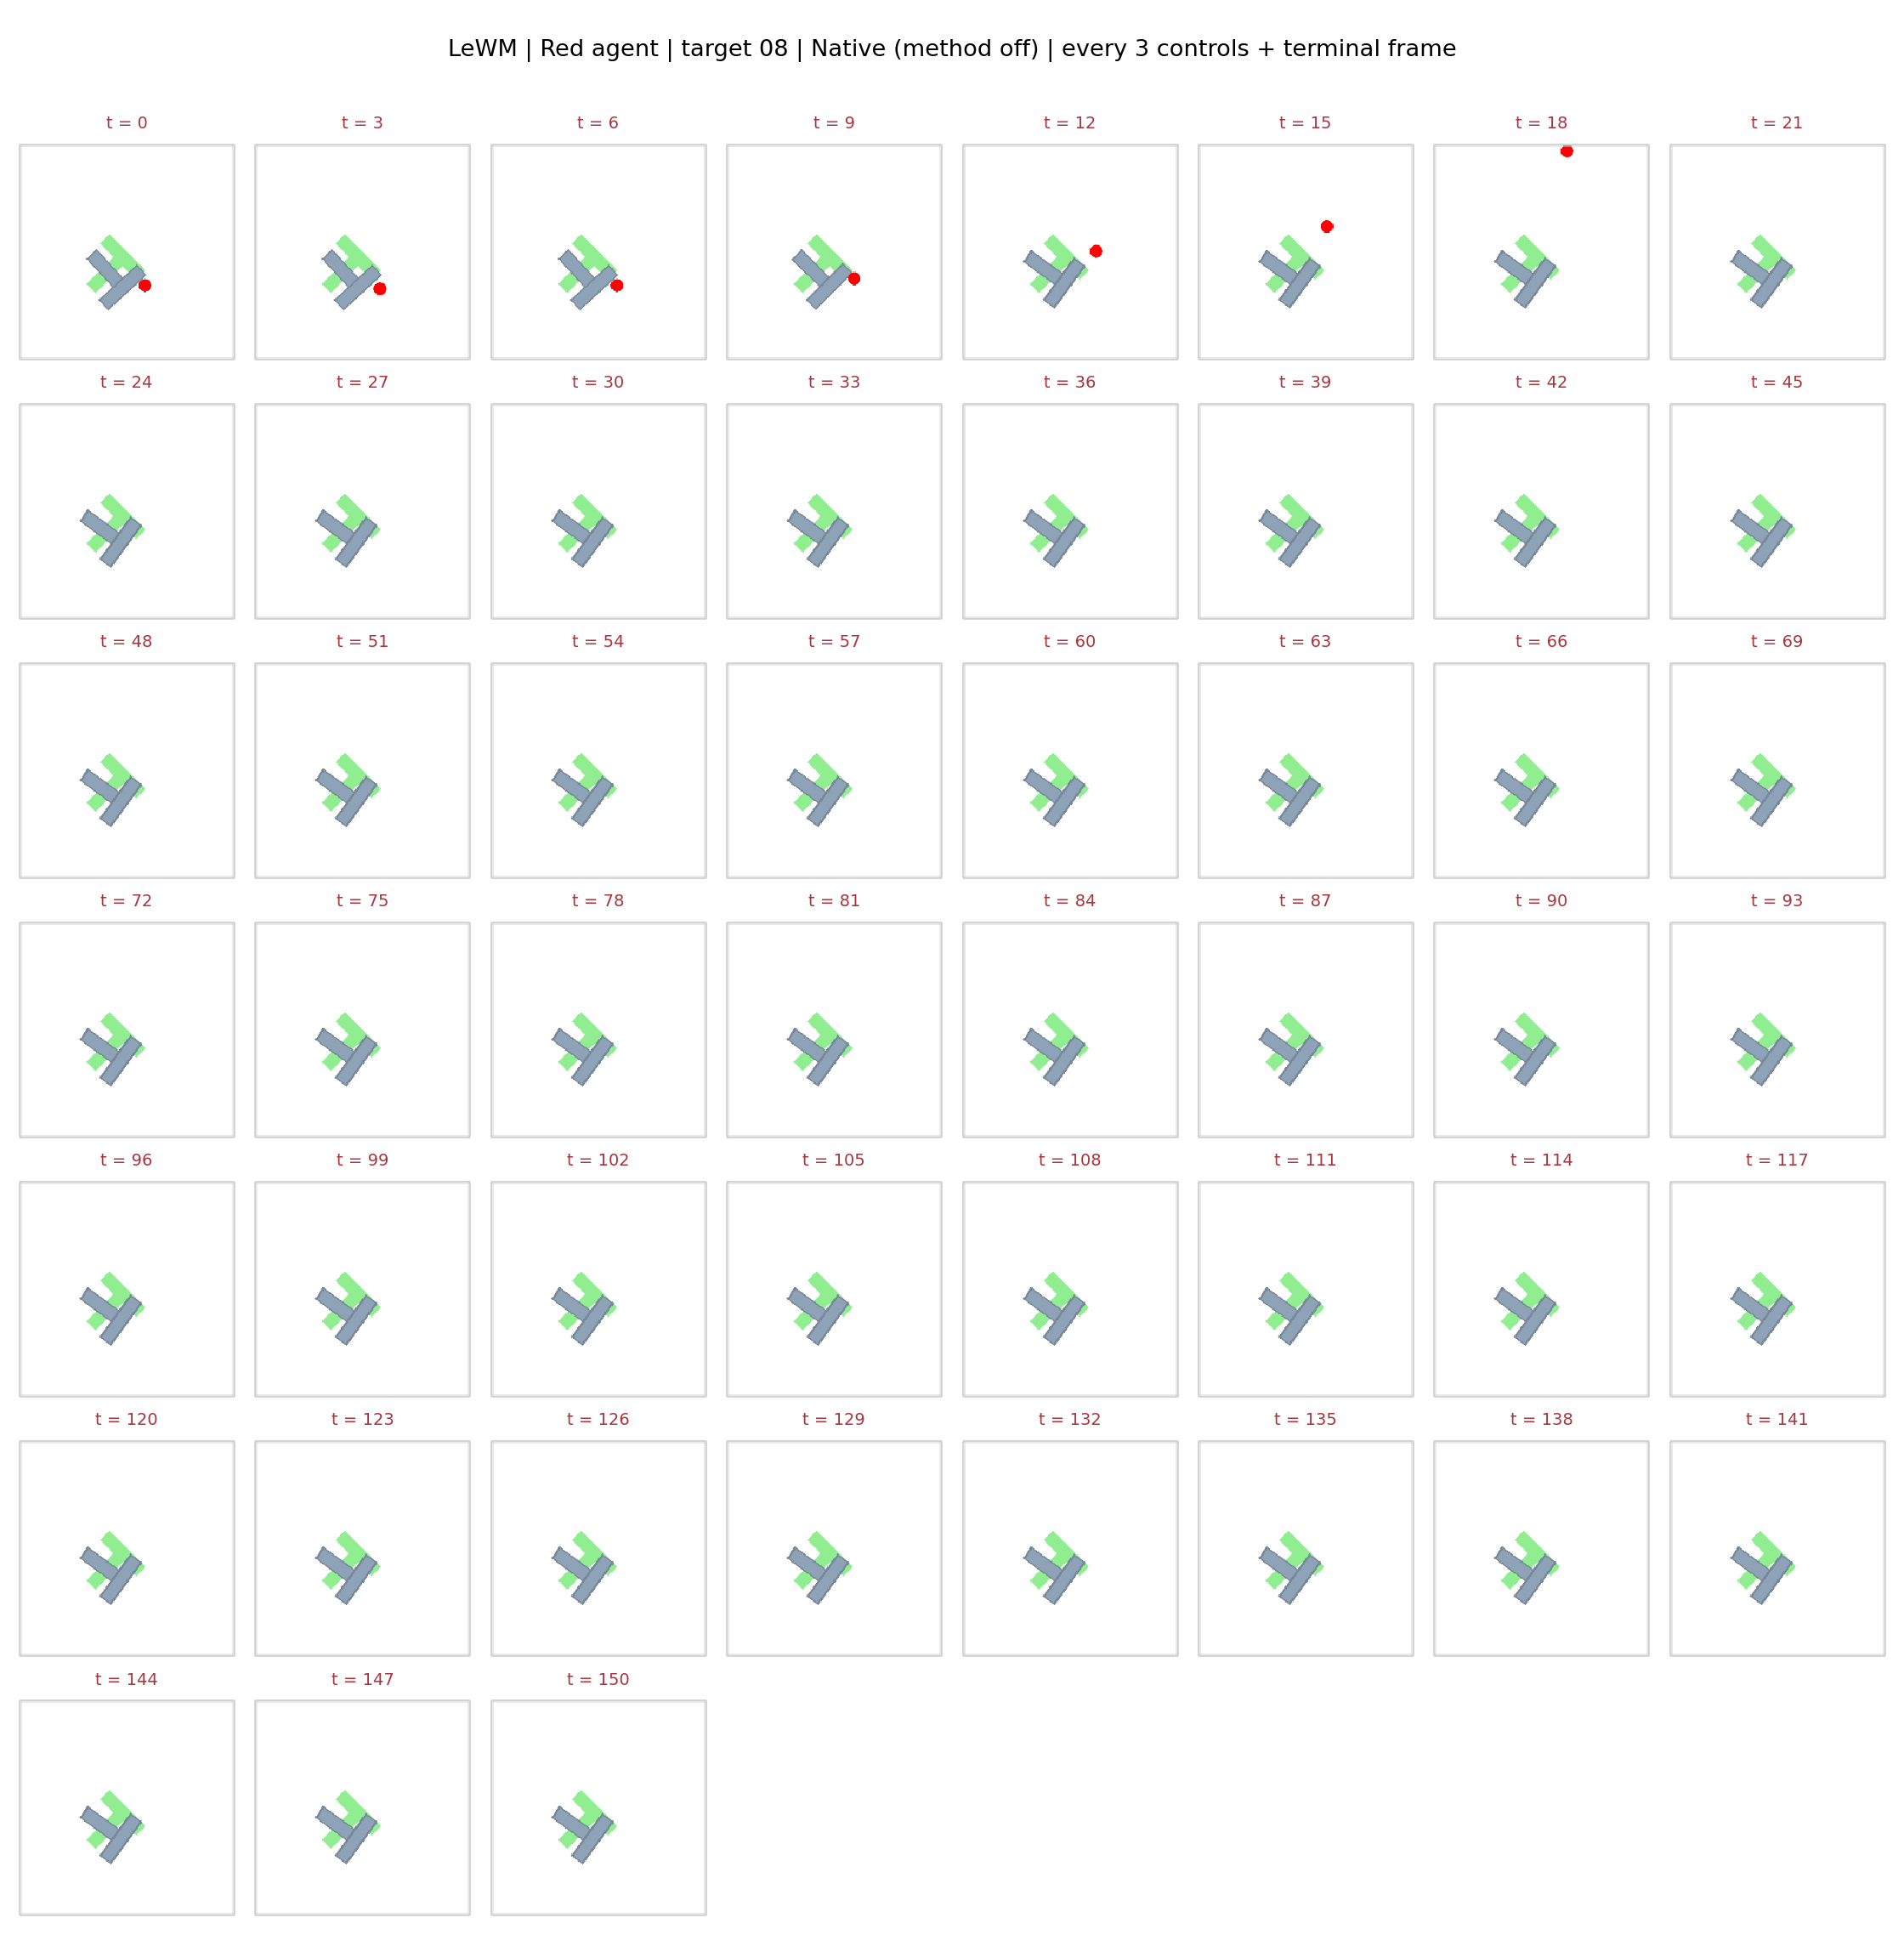 LeWM | Red agent | target 08 | Native (method off) | every 3 controls + terminal frame
t = 0 t = 3 t = 6 t = 9 t = 12 t = 15 t = 18 t = 21
t = 24 t = 27 t = 30 t = 33 t = 36 t = 39 t = 42 t = 45
t = 48 t = 51 t = 54 t = 57 t = 60 t = 63 t = 66 t = 69
t = 72 t = 75 t = 78 t = 81 t = 84 t = 87 t = 90 t = 93
t = 96 t = 99 t = 102 t = 105 t = 108 t = 111 t = 114 t = 117
t = 120 t = 123 t = 126 t = 129 t = 132 t = 135 t = 138 t = 141
t = 144 t = 147 t = 150